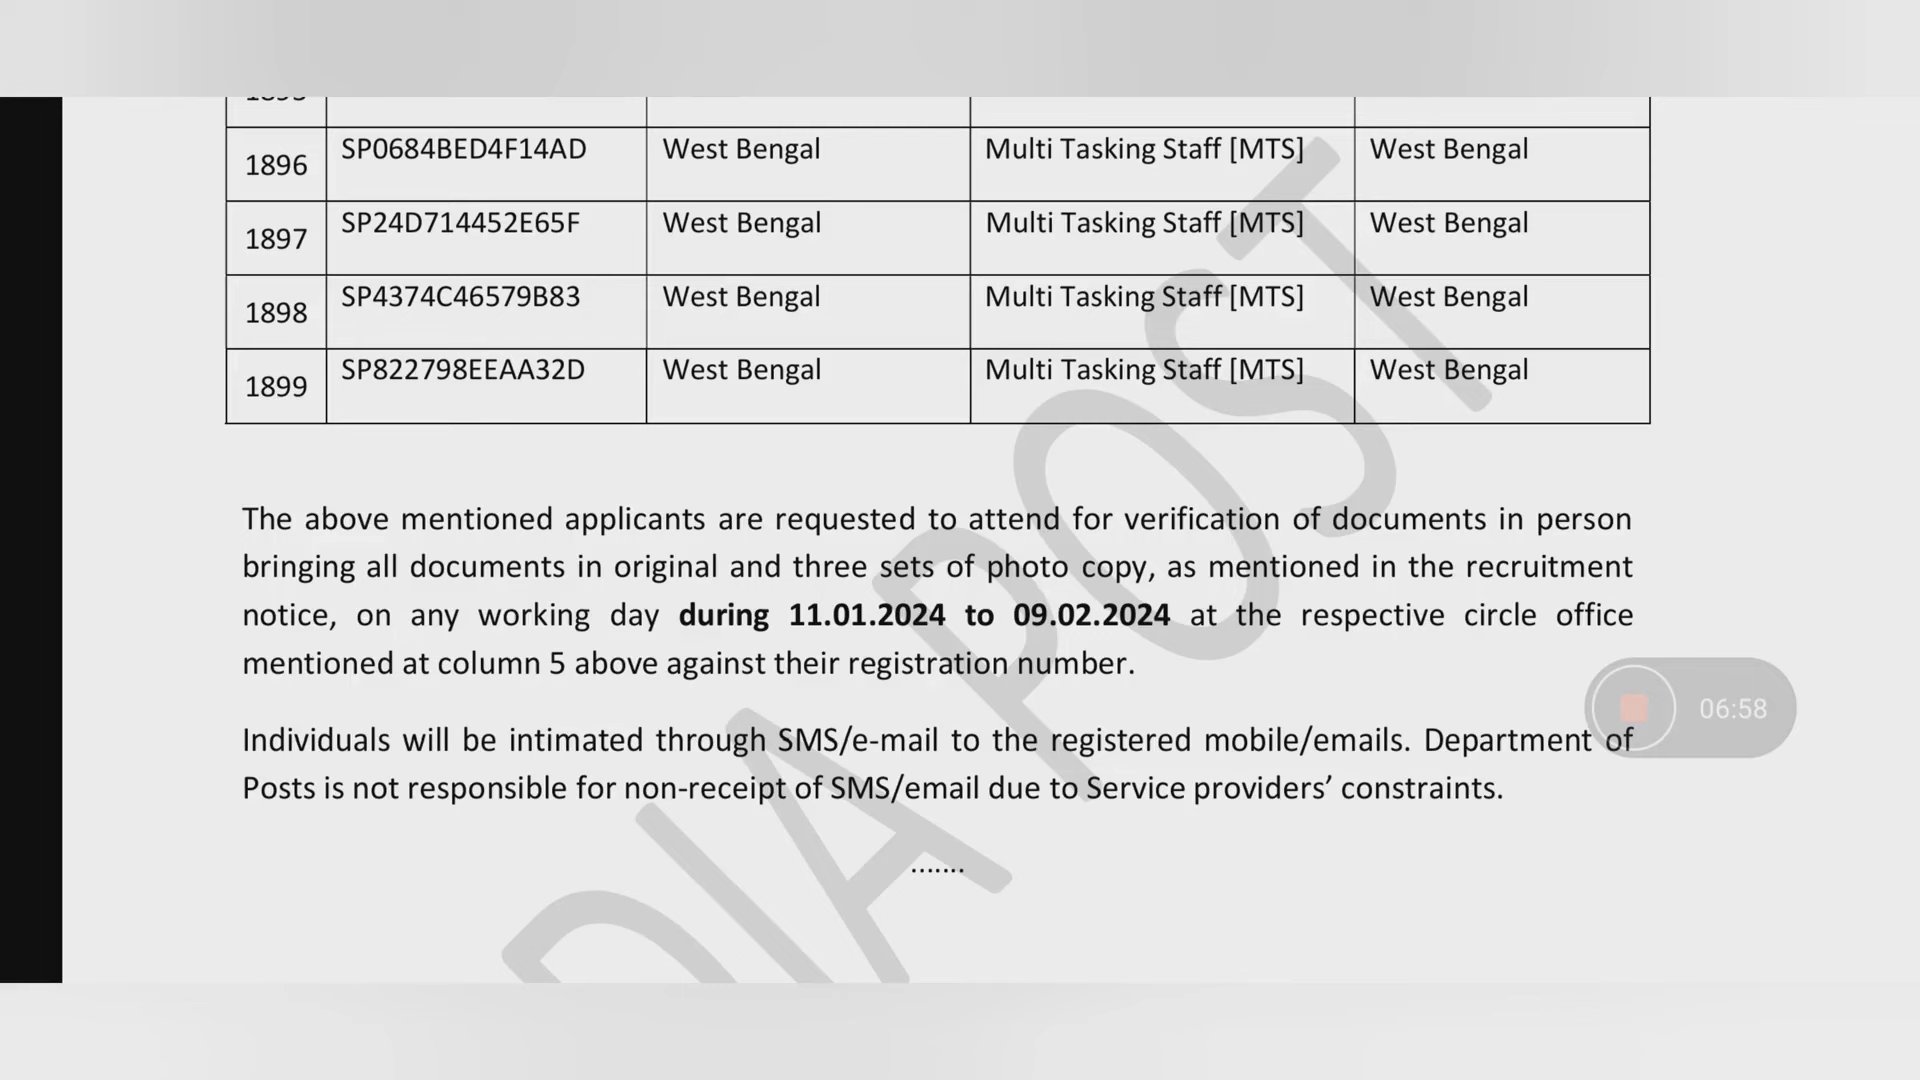 1896 SP0684BED4F14AD West Bengal Multi Tasking Staff [MTS] West Bengal
1897 SP24D714452E65F West Bengal Multi Tasking Staff [MTS] West Bengal
1898 SP4374C46579B83 West Bengal Multi Tasking Staff [MTS] West Bengal
1899 SP822798EEAA32D West Bengal Multi Tasking Staff [MTS] West Bengal
The above mentioned applicants are requested to attend for verification of documents in person
bringing all documents in original and three sets of photo copy, as mentioned in the recruitment
notice, on any working day during 11.01.2024 to 09.02.2024 at the respective circle office
mentioned at column 5 above against their registration number.
06:58
Individuals will be intimated through SMS/e-mail to the registered mobile/emails. Department of
Posts is not responsible for non-receipt of SMS/email due to Service providers’ constraints.
.......
DIA POST